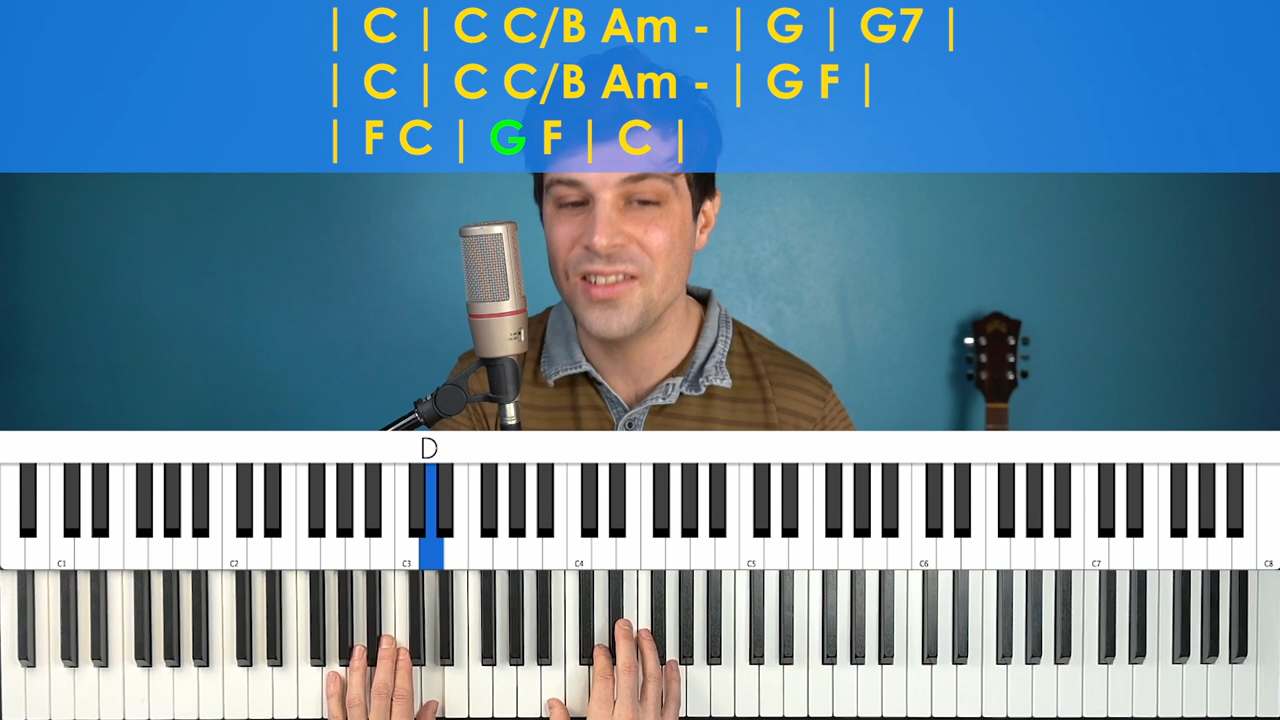 | C | C C/B Am - | G | G7 |
| C | C C/B Am - | G F |
| F C | G F | C |
D
C1 C2 C3 C4 C5 C6 C7 C8